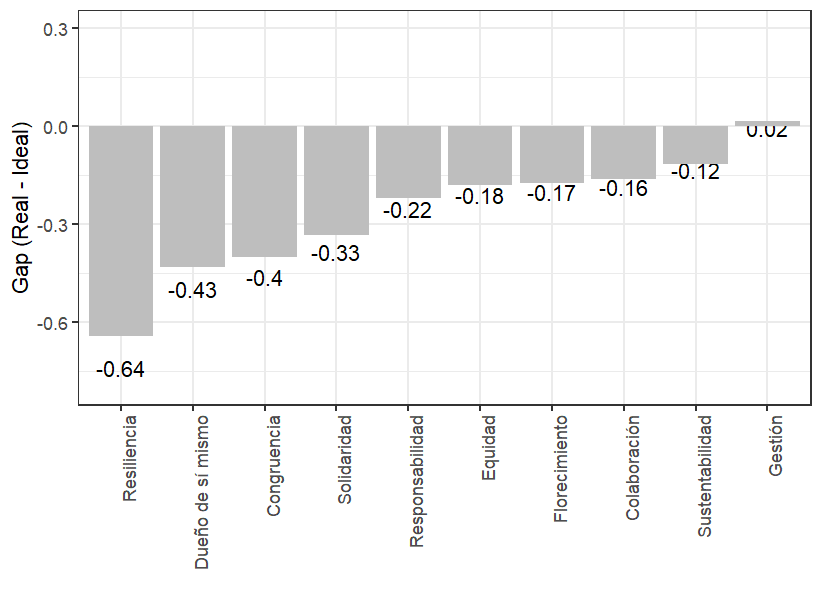 0.3
0.0
-0.3
-0.6
Gap (Real - Ideal)
-0.64
-0.43
-0.4
-0.33
-0.22
-0.18
-0.17
-0.16
-0.12
0.02
Resiliencia
Dueño de sí mismo
Congruencia
Solidaridad
Responsabilidad
Equidad
Florecimiento
Colaboración
Sustentabilidad
Gestión